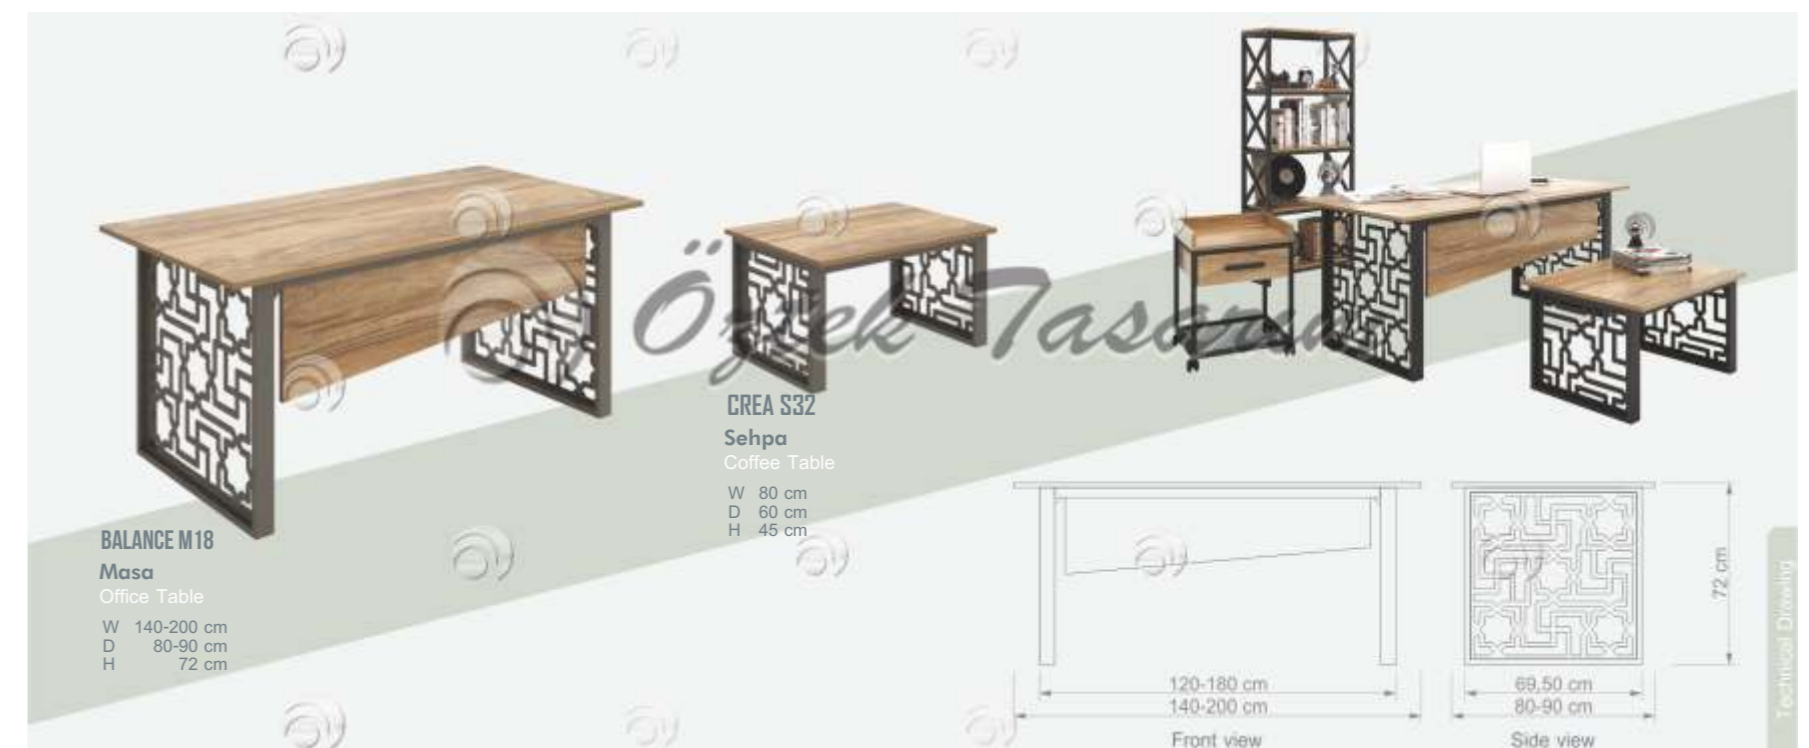 Öztek Tasarım
CREA S32
Sehpa
Coffee Table
W 80 cm
D 60 cm
H 45 cm
BALANCE M18
Masa
Office Table
W 140-200 cm
D 80-90 cm
H 72 cm
72 cm
120-180 cm
140-200 cm
Front view
69,50 cm
80-90 cm
Side view
Technical Drawing